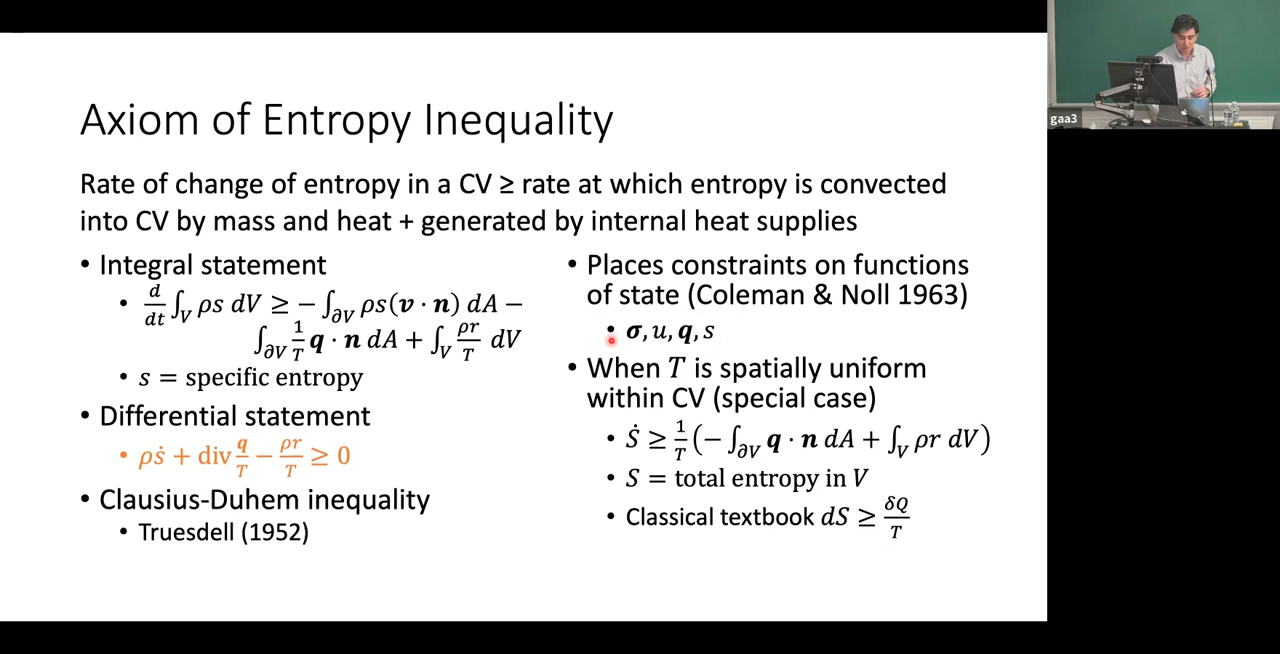 Axiom of Entropy Inequality
Rate of change of entropy in a CV ≥ rate at which entropy is convected
into CV by mass and heat + generated by internal heat supplies
• Integral statement
• d/dt ∫_V ρs dV ≥ −∫_∂V ρs(v · n) dA −
∫_∂V 1/T q · n dA + ∫_V ρr/T dV
• s = specific entropy
• Differential statement
• ρṡ + div q/T − ρr/T ≥ 0
• Clausius-Duhem inequality
• Truesdell (1952)
• Places constraints on functions
of state (Coleman & Noll 1963)
• σ, u, q, s
• When T is spatially uniform
within CV (special case)
• Ṡ ≥ 1/T (−∫_∂V q · n dA + ∫_V ρr dV)
• S = total entropy in V
• Classical textbook dS ≥ δQ/T
gaa3